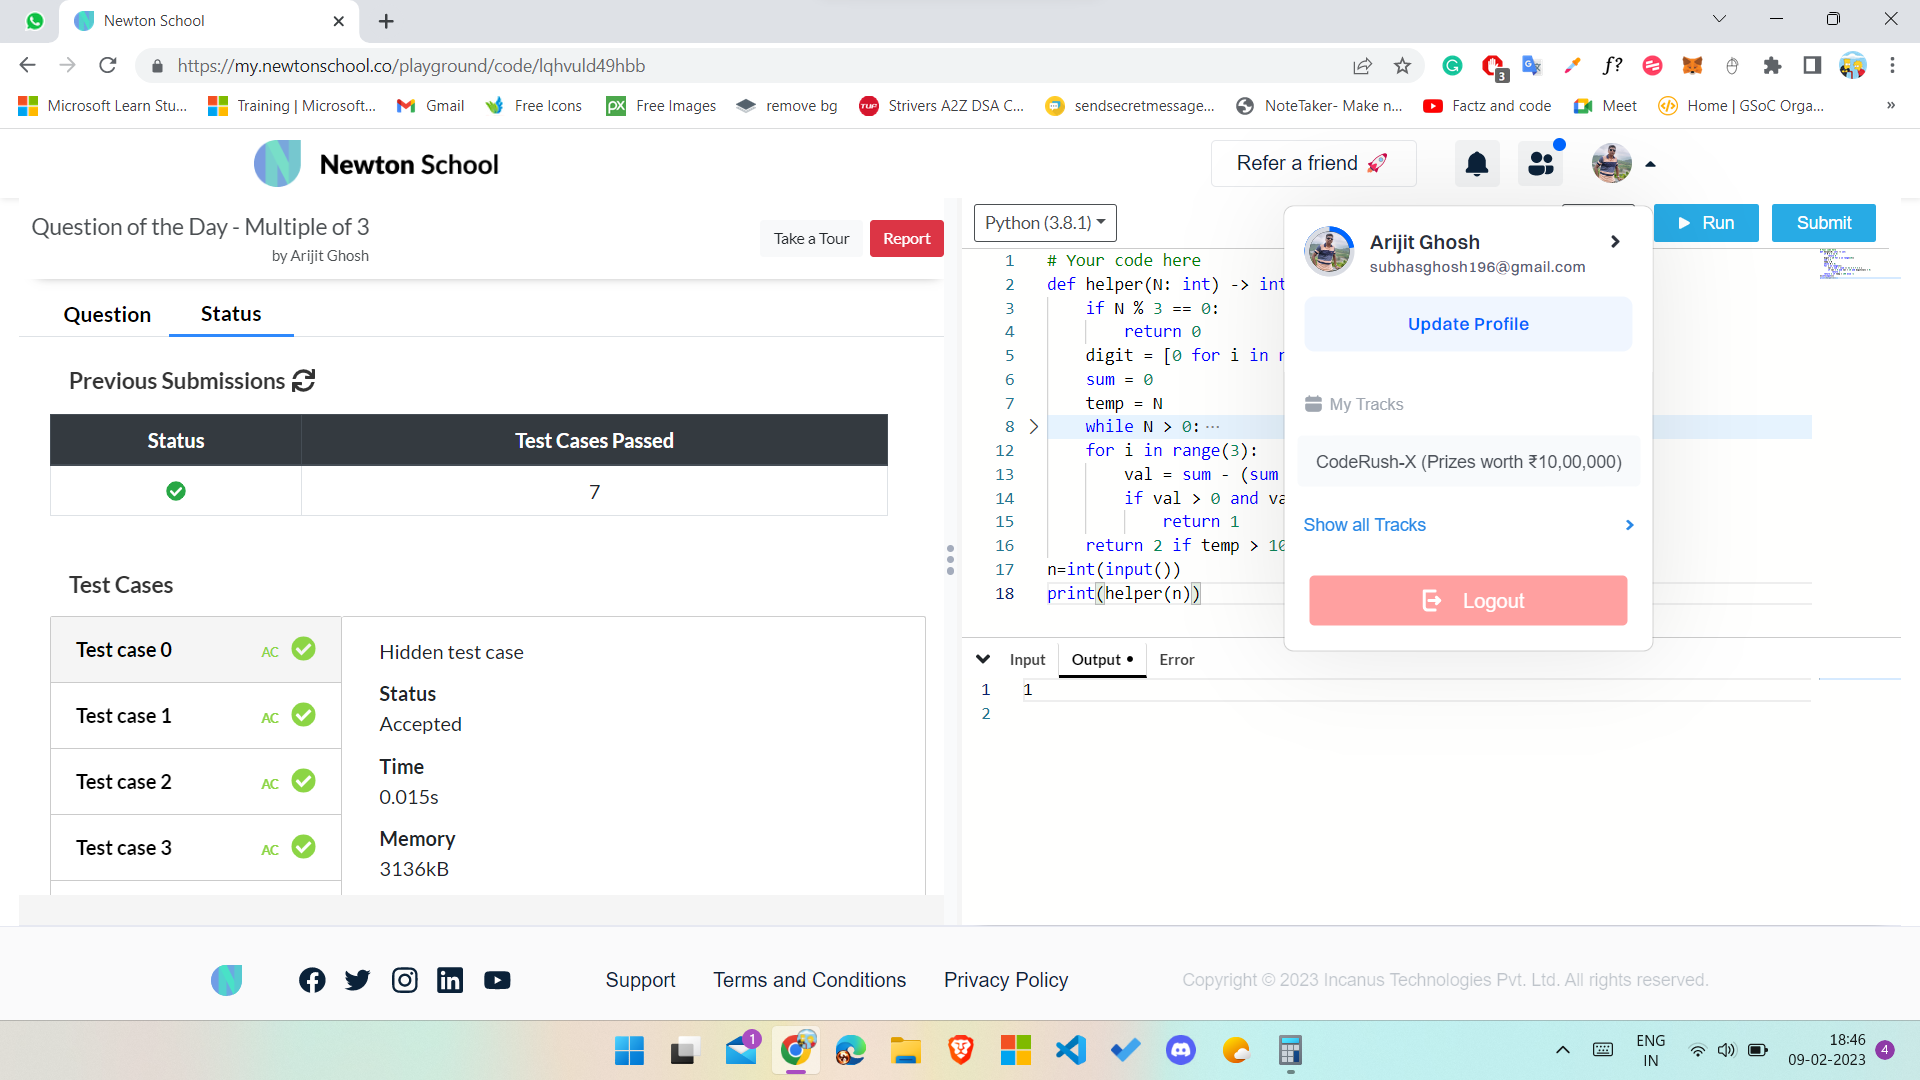 Newton School
https://my.newtonschool.co/playground/code/lqhvuld49hbb
3
f?
Microsoft Learn Stu...
Training | Microsoft...
Gmail
Free Icons
Free Images
remove bg
Strivers A2Z DSA C...
sendsecretmessage...
NoteTaker- Make n...
Factz and code
Meet
Home | GSoC Orga...
»
Newton School
Refer a friend 🚀
Question of the Day - Multiple of 3
by Arijit Ghosh
Take a Tour
Report
Question
Status
Previous Submissions
Status Test Cases Passed
7
Test Cases
Test case 0 AC
Test case 1 AC
Test case 2 AC
Test case 3 AC
Hidden test case
Status
Accepted
Time
0.015s
Memory
3136kB
Python (3.8.1)
Run
Submit
1 # Your code here
2 def helper(N: int) -> int
3 if N % 3 == 0:
4 return 0
5 digit = [0 for i in r
6 sum = 0
7 temp = N
8 while N > 0: ...
12 for i in range(3):
13 val = sum - (sum
14 if val > 0 and va
15 return 1
16 return 2 if temp > 10
17 n=int(input())
18 print(helper(n))
Arijit Ghosh
subhasghosh196@gmail.com
Update Profile
My Tracks
CodeRush-X (Prizes worth ₹10,00,000)
Show all Tracks
Logout
Input
Output •
Error
1 1
2
Support
Terms and Conditions
Privacy Policy
Copyright © 2023 Incanus Technologies Pvt. Ltd. All rights reserved.
1
ENG
IN
18:46
09-02-2023
4